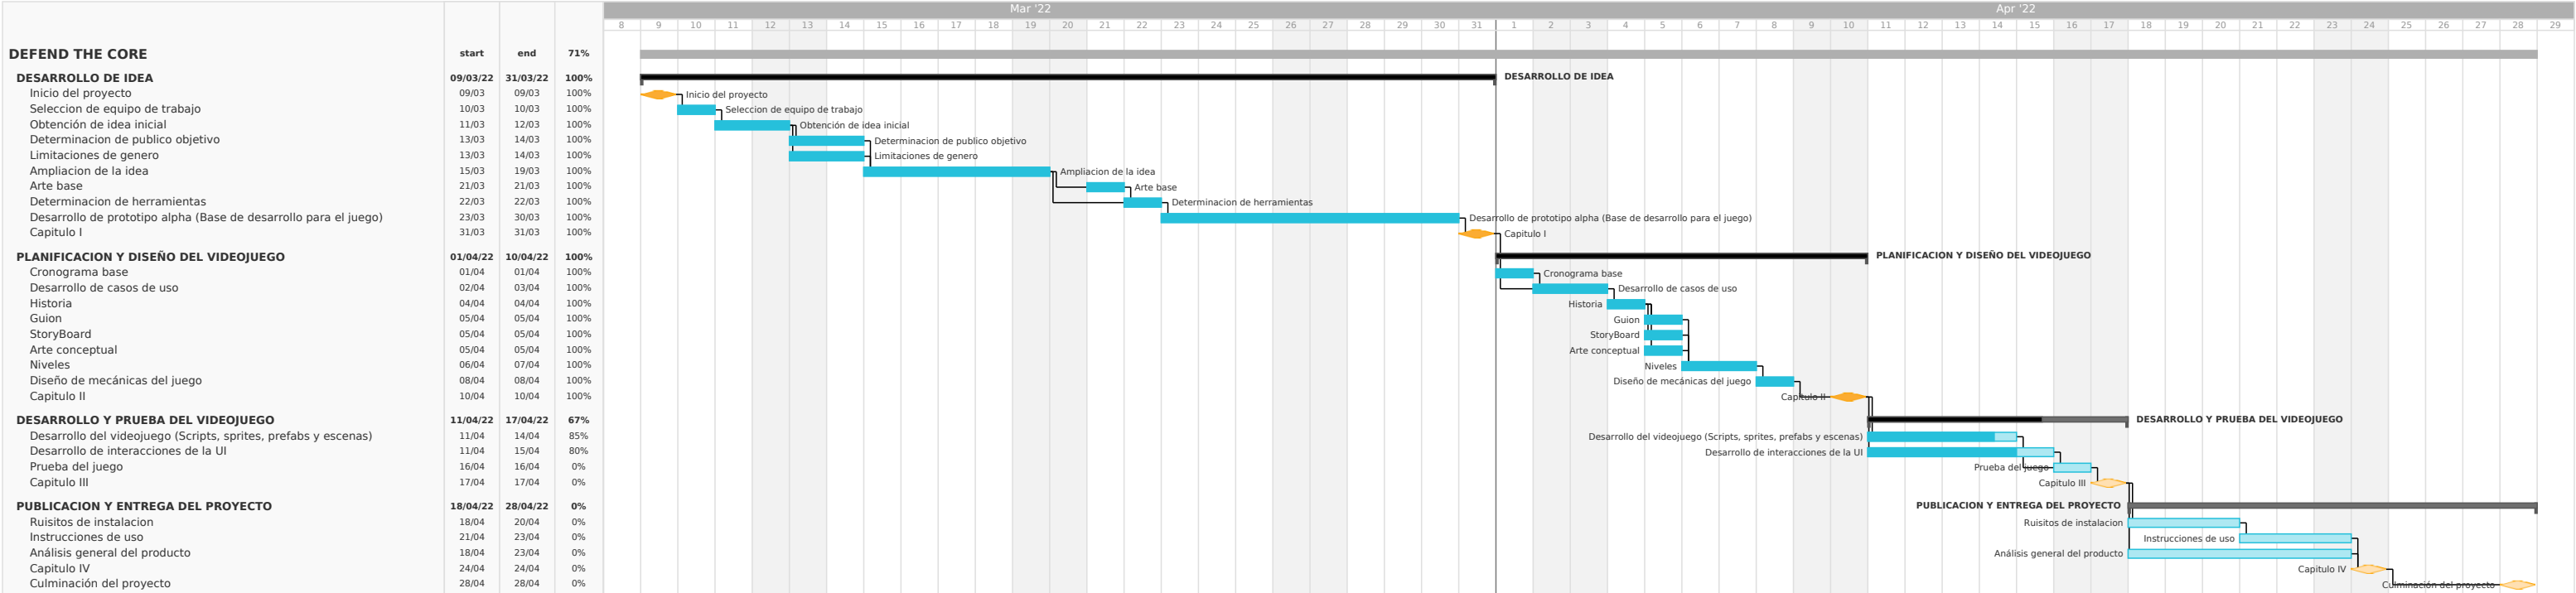 Mar '22 Apr '22
8 9 10 11 12 13 14 15 16 17 18 19 20 21 22 23 24 25 26 27 28 29 30 31 1 2 3 4 5 6 7 8 9 10 11 12 13 14 15 16 17 18 19 20 21 22 23 24 25 26 27 28 29
DEFEND THE CORE start end 71%
DESARROLLO DE IDEA 09/03/22 31/03/22 100% DESARROLLO DE IDEA
Inicio del proyecto 09/03 09/03 100% Inicio del proyecto
Seleccion de equipo de trabajo 10/03 10/03 100% Seleccion de equipo de trabajo
Obtención de idea inicial 11/03 12/03 100% Obtención de idea inicial
Determinacion de publico objetivo 13/03 14/03 100% Determinacion de publico objetivo
Limitaciones de genero 13/03 14/03 100% Limitaciones de genero
Ampliacion de la idea 15/03 19/03 100% Ampliacion de la idea
Arte base 21/03 21/03 100% Arte base
Determinacion de herramientas 22/03 22/03 100% Determinacion de herramientas
Desarrollo de prototipo alpha (Base de desarrollo para el juego) 23/03 30/03 100% Desarrollo de prototipo alpha (Base de desarrollo para el juego)
Capitulo I 31/03 31/03 100% Capitulo I
PLANIFICACION Y DISEÑO DEL VIDEOJUEGO 01/04/22 10/04/22 100% PLANIFICACION Y DISEÑO DEL VIDEOJUEGO
Cronograma base 01/04 01/04 100% Cronograma base
Desarrollo de casos de uso 02/04 03/04 100% Desarrollo de casos de uso
Historia 04/04 04/04 100% Historia
Guion 05/04 05/04 100% Guion
StoryBoard 05/04 05/04 100% StoryBoard
Arte conceptual 05/04 05/04 100% Arte conceptual
Niveles 06/04 07/04 100% Niveles
Diseño de mecánicas del juego 08/04 08/04 100% Diseño de mecánicas del juego
Capitulo II 10/04 10/04 100% Capitulo II
DESARROLLO Y PRUEBA DEL VIDEOJUEGO 11/04/22 17/04/22 67% DESARROLLO Y PRUEBA DEL VIDEOJUEGO
Desarrollo del videojuego (Scripts, sprites, prefabs y escenas) 11/04 14/04 85% Desarrollo del videojuego (Scripts, sprites, prefabs y escenas)
Desarrollo de interacciones de la UI 11/04 15/04 80% Desarrollo de interacciones de la UI
Prueba del juego 16/04 16/04 0% Prueba del juego
Capitulo III 17/04 17/04 0% Capitulo III
PUBLICACION Y ENTREGA DEL PROYECTO 18/04/22 28/04/22 0% PUBLICACION Y ENTREGA DEL PROYECTO
Ruisitos de instalacion 18/04 20/04 0% Ruisitos de instalacion
Instrucciones de uso 21/04 23/04 0% Instrucciones de uso
Análisis general del producto 18/04 23/04 0% Análisis general del producto
Capitulo IV 24/04 24/04 0% Capitulo IV
Culminación del proyecto 28/04 28/04 0% Culminación del proyecto